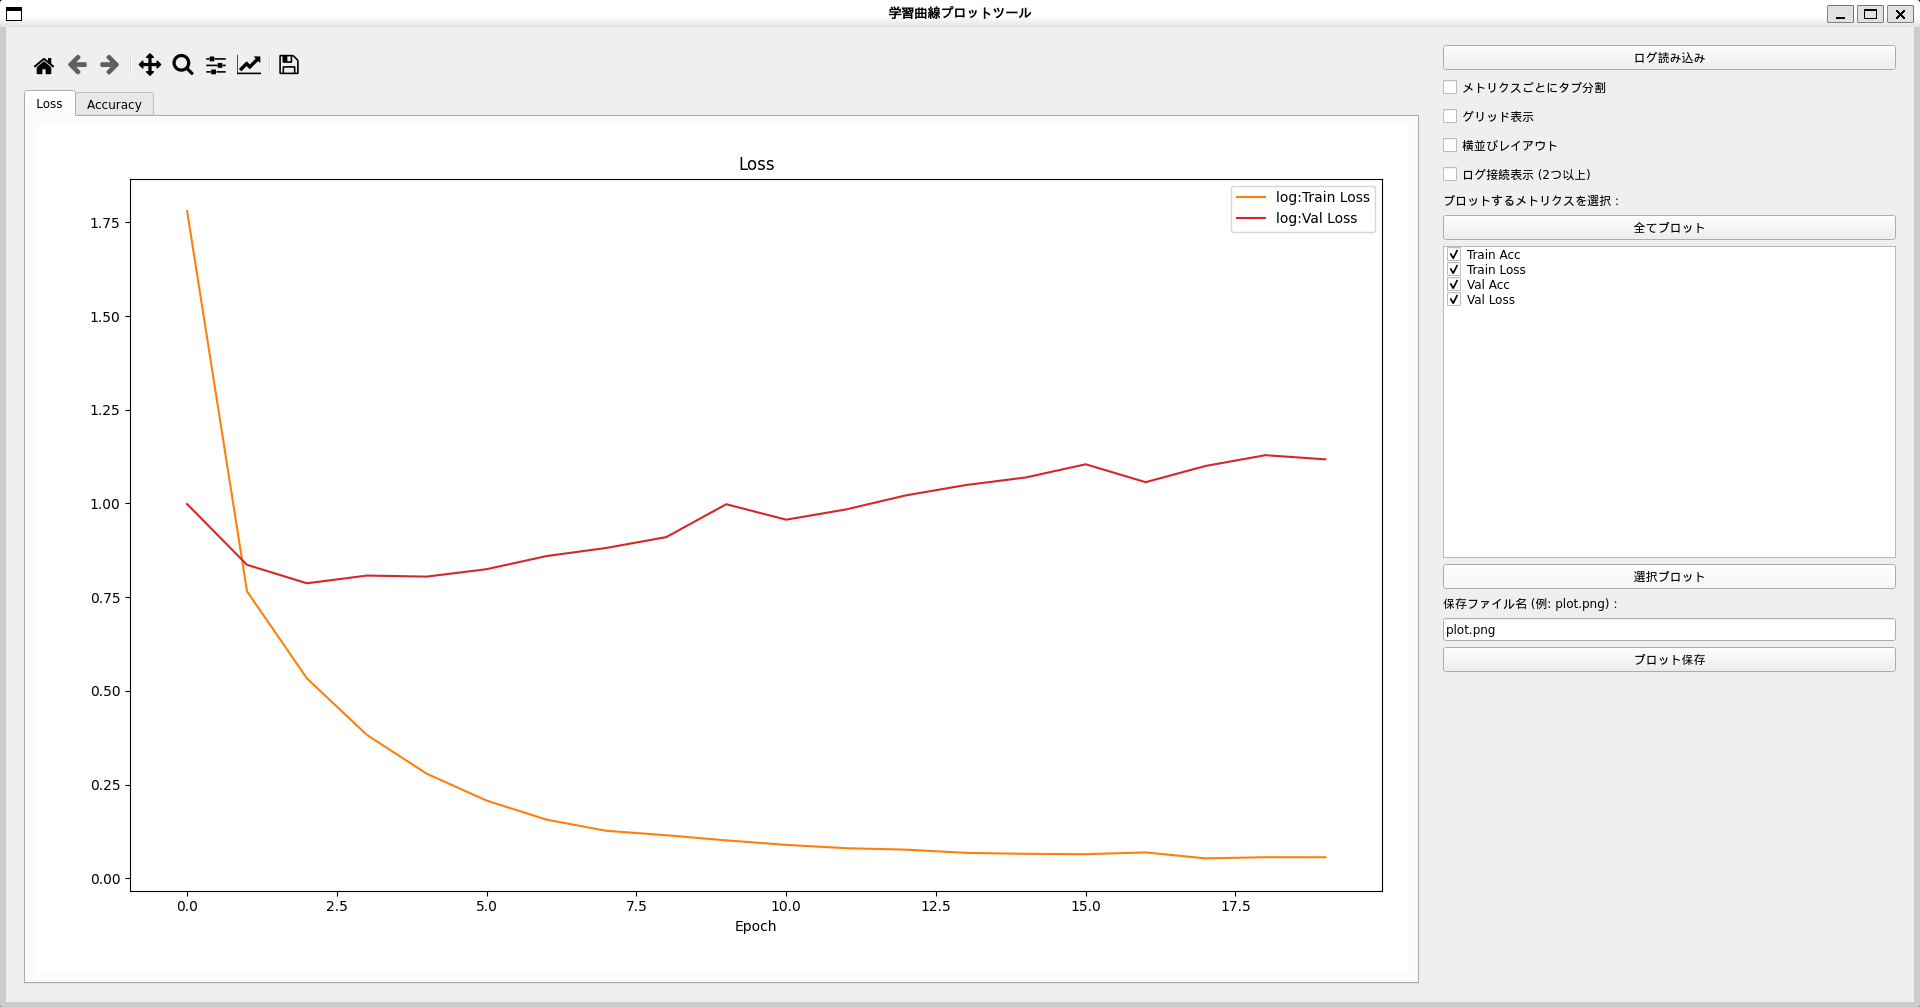 学習曲線プロットツール
Loss
Accuracy
Loss
log:Train Loss
log:Val Loss
1.75
1.50
1.25
1.00
0.75
0.50
0.25
0.00
0.0 2.5 5.0 7.5 10.0 12.5 15.0 17.5
Epoch
ログ読み込み
メトリクスごとにタブ分割
グリッド表示
横並びレイアウト
ログ接続表示 (2つ以上)
プロットするメトリクスを選択：
全てプロット
Train Acc
Train Loss
Val Acc
Val Loss
選択プロット
保存ファイル名 (例: plot.png)：
plot.png
プロット保存